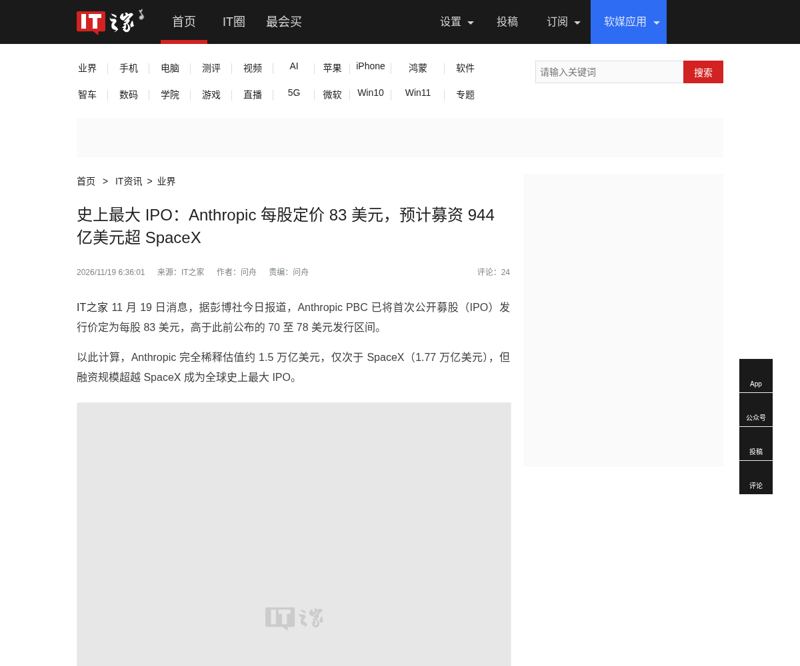 IT之家
首页 IT圈 最会买 设置 投稿 订阅 软媒应用
业界 手机 电脑 测评 视频 AI 苹果 iPhone 鸿蒙 软件
请输入关键词 搜索
智车 数码 学院 游戏 直播 5G 微软 Win10 Win11 专题
首页 > IT资讯 > 业界
史上最大 IPO：Anthropic 每股定价 83 美元，预计募资 944
亿美元超 SpaceX
2026/11/19 6:36:01 来源：IT之家 作者：问舟 责编：问舟 评论：24
IT之家 11 月 19 日消息，据彭博社今日报道，Anthropic PBC 已将首次公开募股（IPO）发
行价定为每股 83 美元，高于此前公布的 70 至 78 美元发行区间。
以此计算，Anthropic 完全稀释估值约 1.5 万亿美元，仅次于 SpaceX（1.77 万亿美元），但
融资规模超越 SpaceX 成为全球史上最大 IPO。
App
公众号
投稿
评论
IT之家